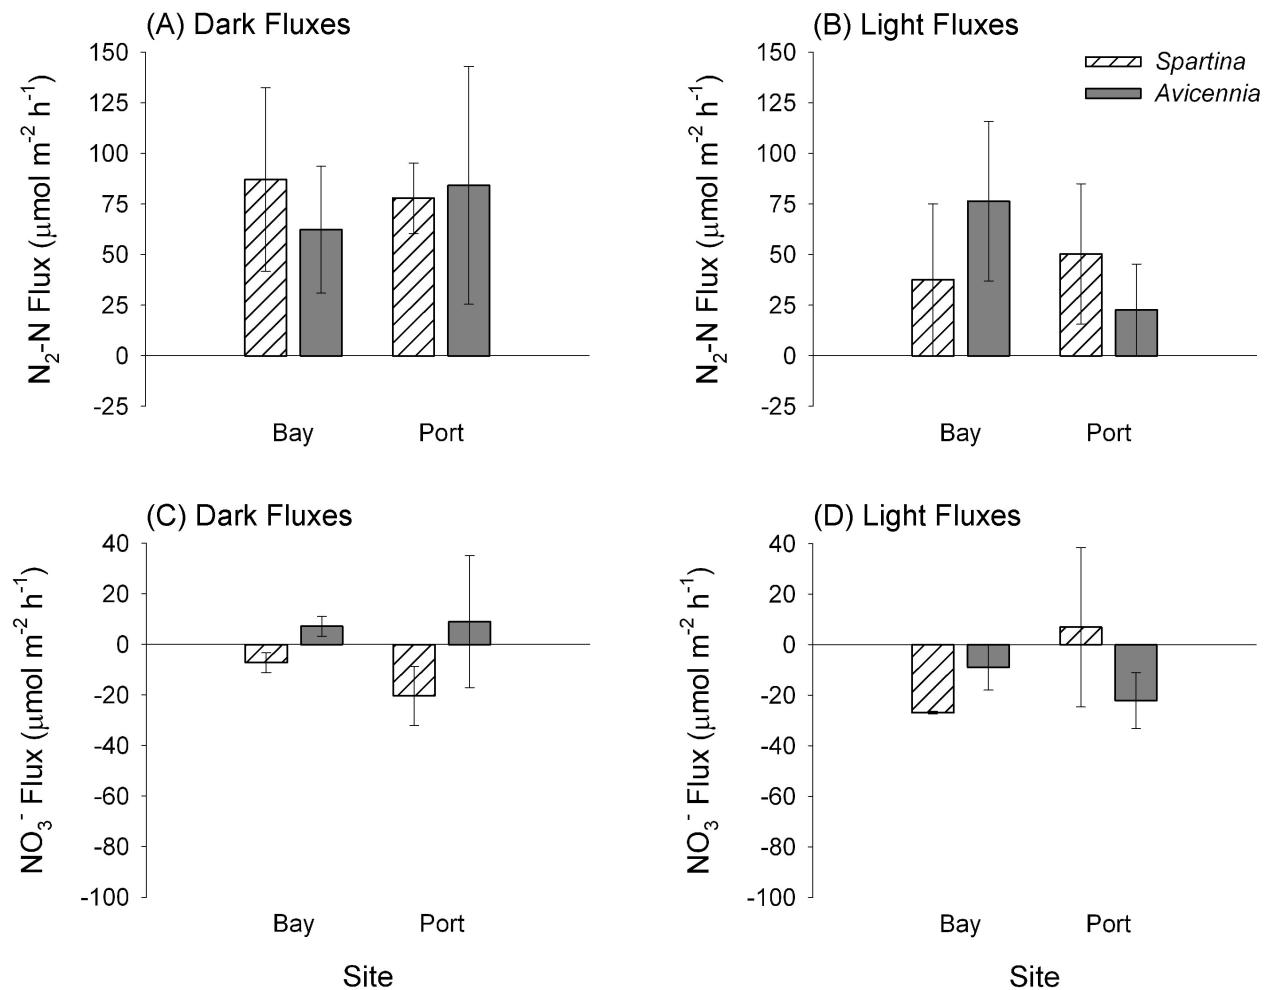 (A) Dark Fluxes
N₂-N Flux (μmol m⁻² h⁻¹)
150
125
100
75
50
25
0
-25
Bay Port
(B) Light Fluxes
N₂-N Flux (μmol m⁻² h⁻¹)
150
125
100
75
50
25
0
-25
Spartina
Avicennia
Bay Port
(C) Dark Fluxes
NO₃⁻ Flux (μmol m⁻² h⁻¹)
40
20
0
-20
-40
-60
-80
-100
Bay Port
Site
(D) Light Fluxes
NO₃⁻ Flux (μmol m⁻² h⁻¹)
40
20
0
-20
-40
-60
-80
-100
Bay Port
Site